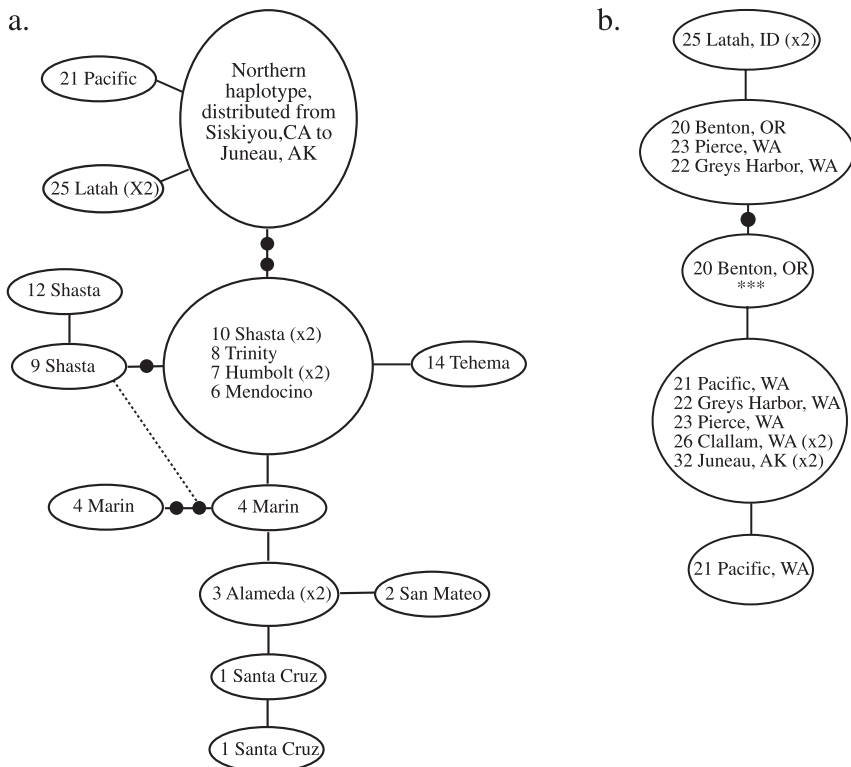 a.
21 Pacific
Northern
haplotype,
distributed from
Siskiyou,CA to
Juneau, AK
25 Latah (X2)
12 Shasta
9 Shasta
10 Shasta (x2)
8 Trinity
7 Humbolt (x2)
6 Mendocino
14 Tehema
4 Marin
4 Marin
3 Alameda (x2)
2 San Mateo
1 Santa Cruz
1 Santa Cruz
b.
25 Latah, ID (x2)
20 Benton, OR
23 Pierce, WA
22 Greys Harbor, WA
20 Benton, OR
***
21 Pacific, WA
22 Greys Harbor, WA
23 Pierce, WA
26 Clallam, WA (x2)
32 Juneau, AK (x2)
21 Pacific, WA